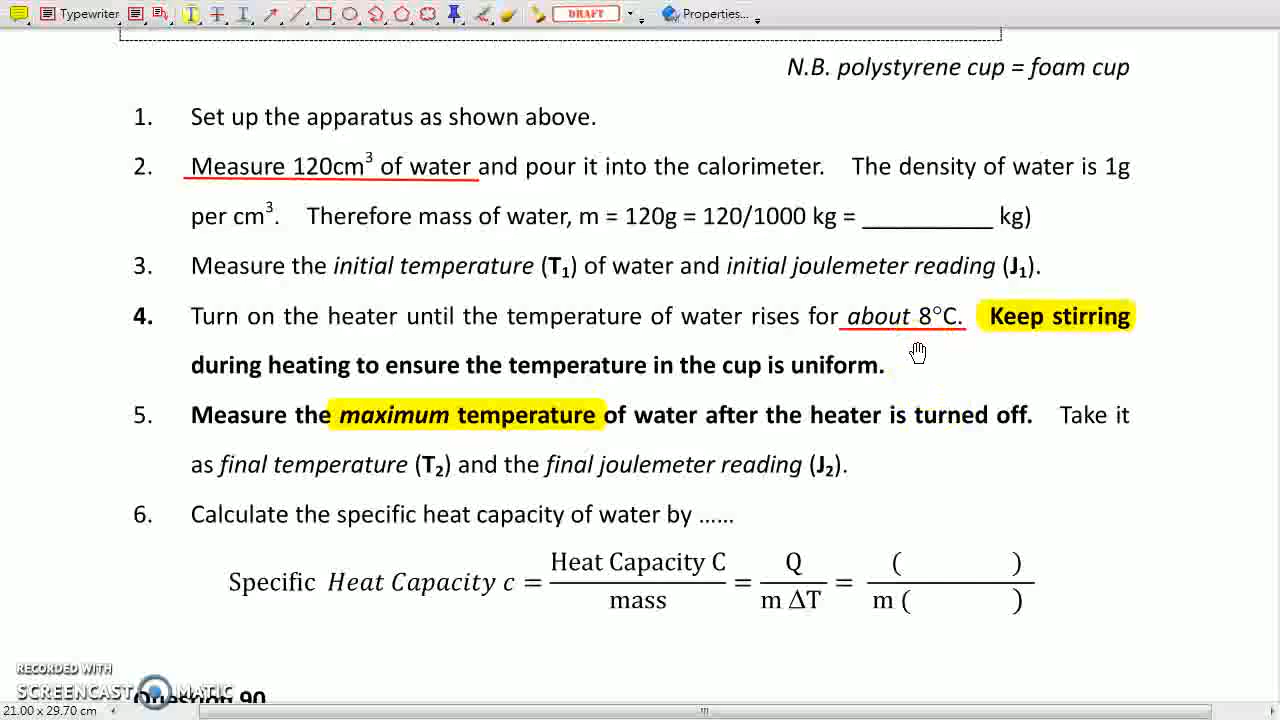 Typewriter
DRAFT
Properties...
N.B. polystyrene cup = foam cup
1. Set up the apparatus as shown above.
2. Measure 120cm³ of water and pour it into the calorimeter. The density of water is 1g
per cm³. Therefore mass of water, m = 120g = 120/1000 kg = __________ kg)
3. Measure the initial temperature (T₁) of water and initial joulemeter reading (J₁).
4. Turn on the heater until the temperature of water rises for about 8°C. Keep stirring
during heating to ensure the temperature in the cup is uniform.
5. Measure the maximum temperature of water after the heater is turned off. Take it
as final temperature (T₂) and the final joulemeter reading (J₂).
6. Calculate the specific heat capacity of water by ......
Specific Heat Capacity c = Heat Capacity C / mass = Q / m ΔT = ( ) / m ( )
RECORDED WITH
SCREENCAST MATIC
Question 90
21.00 x 29.70 cm